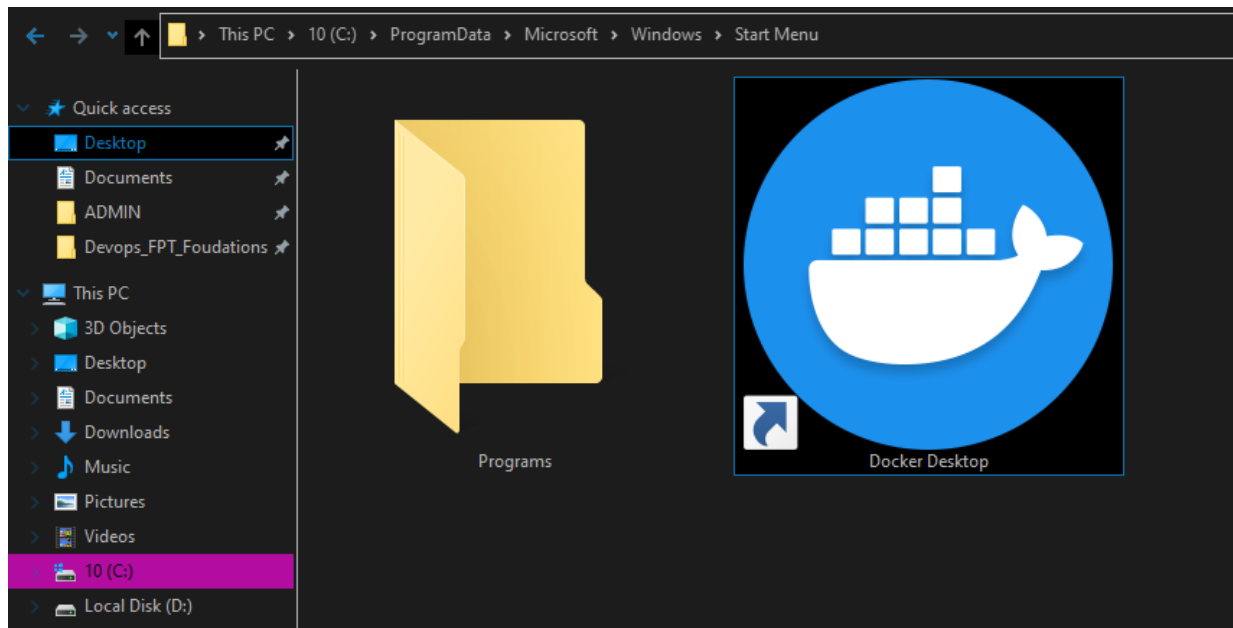 This PC > 10 (C:) > ProgramData > Microsoft > Windows > Start Menu
Quick access
Desktop
Documents
ADMIN
Devops_FPT_Foudations
This PC
3D Objects
Desktop
Documents
Downloads
Music
Pictures
Videos
10 (C:)
Local Disk (D:)
Programs
Docker Desktop